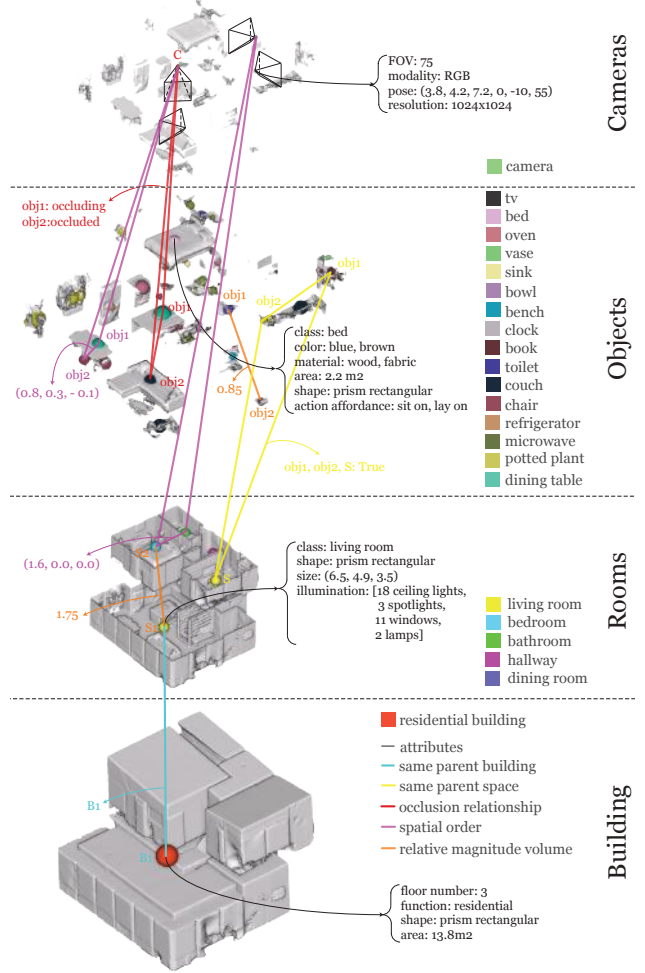 C
FOV: 75
modality: RGB
pose: (3.8, 4.2, 7.2, 0, -10, 55)
resolution: 1024x1024
Cameras
camera
obj1: occluding
obj2:occluded
tv
bed
oven
vase
sink
bowl
bench
clock
book
toilet
couch
chair
refrigerator
microwave
potted plant
dining table
Objects
obj1
obj1
obj2
obj1
obj1
obj2
obj2
(0.8, 0.3, - 0.1)
0.85
obj2
class: bed
color: blue, brown
material: wood, fabric
area: 2.2 m2
shape: prism rectangular
action affordance: sit on, lay on
obj1, obj2, S: True
(1.6, 0.0, 0.0)
S2
S
1.75
S1
class: living room
shape: prism rectangular
size: (6.5, 4.9, 3.5)
illumination: [18 ceiling lights,
3 spotlights,
11 windows,
2 lamps]
living room
bedroom
bathroom
hallway
dining room
Rooms
residential building
attributes
same parent building
same parent space
occlusion relationship
spatial order
relative magnitude volume
B1
B1
floor number: 3
function: residential
shape: prism rectangular
area: 13.8m2
Building